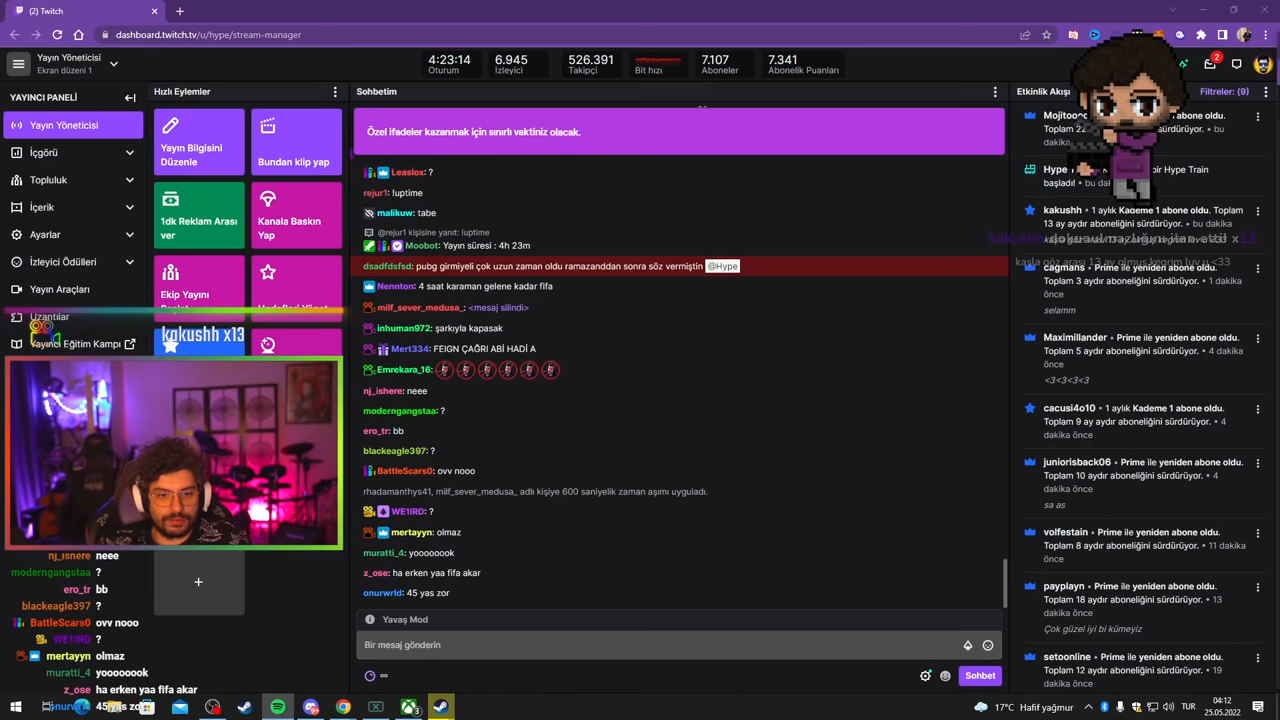 (2) Twitch
dashboard.twitch.tv/u/hype/stream-manager
Yayın Yöneticisi
Ekran düzeni 1
4:23:14
Oturum
6.945
İzleyici
526.391
Takipçi
Bit hızı
7.107
Aboneler
7.341
Abonelik Puanları
2
YAYINCI PANELİ
Yayın Yöneticisi
İçgörü
Topluluk
İçerik
Ayarlar
İzleyici Ödülleri
Yayın Araçları
Uzantılar
Yayıncı Eğitim Kampı
Hızlı Eylemler
Yayın Bilgisini Düzenle
Bundan klip yap
1dk Reklam Arası ver
Kanala Baskın Yap
Ekip Yayını
kakushh x13
Sohbetim
Özel ifadeler kazanmak için sınırlı vaktiniz olacak.
Leaslox: ?
rejur1: !uptime
malikuw: tabe
@rejur1 kişisine yanıt: !uptime
Moobot: Yayın süresi : 4h 23m
dsadfdsfsd: pubg girmiyeli çok uzun zaman oldu ramazanddan sonra söz vermiştin @Hype
Nennton: 4 saat karaman gelene kadar fifa
milf_sever_medusa_: <mesaj silindi>
inhuman972: şarkıyla kapasak
Mert334: FEIGN ÇAĞRI ABİ HADİ A
Emrekara_16:
nj_ishere: neee
moderngangstaa: ?
ero_tr: bb
blackeagle397: ?
BattleScars0: ovv nooo
rhadamanthys41, milf_sever_medusa_ adlı kişiye 600 saniyelik zaman aşımı uyguladı.
WE1IRD: ?
mertayyn: olmaz
muratti_4: yooooooook
z_ose: ha erken yaa fifa akar
onurwrld: 45 yas zor
Yavaş Mod
Bir mesaj gönderin
Sohbet
Etkinlik Akışı
Filtreler: (9)
kakushh • 1 aylık Kademe 1 abone oldu.
Toplam 13 ay
kaşla göz arası 13 ay olmuş kegrim luv u <33
cagmans • Prime ile yeniden abone oldu.
Toplam 3 aydır aboneliğini sürdürüyor. • 1 dakika önce
selamm
Maximillander • Prime ile yeniden abone oldu.
Toplam 5 aydır aboneliğini sürdürüyor. • 4 dakika önce
<3<3<3<3
cacusi4o10 • 1 aylık Kademe 1 abone oldu.
Toplam 9 ay aboneliğini sürdürüyor. • 4 dakika önce
juniorisback06 • Prime ile yeniden abone oldu.
Toplam 10 aydır aboneliğini sürdürüyor. • 4 dakika önce
sa as
volfestain • Prime ile yeniden abone oldu.
Toplam 8 aydır aboneliğini sürdürüyor. • 11 dakika önce
payplayn • Prime ile yeniden abone oldu.
Toplam 18 aydır aboneliğini sürdürüyor. • 13 dakika önce
Çok güzel iyi bi kümeyiz
setoonline • Prime ile yeniden abone oldu.
Toplam 12 aydır aboneliğini sürdürüyor. • 19 dakika önce
nj_ishere neee
moderngangstaa ?
ero_tr bb
blackeagle397 ?
BattleScars0 ovv nooo
WE1IRD ?
mertayyn olmaz
muratti_4 yooooooook
z_ose ha erken yaa fifa akar
17°C Hafif yağmur
TUR
04:12
25.05.2022